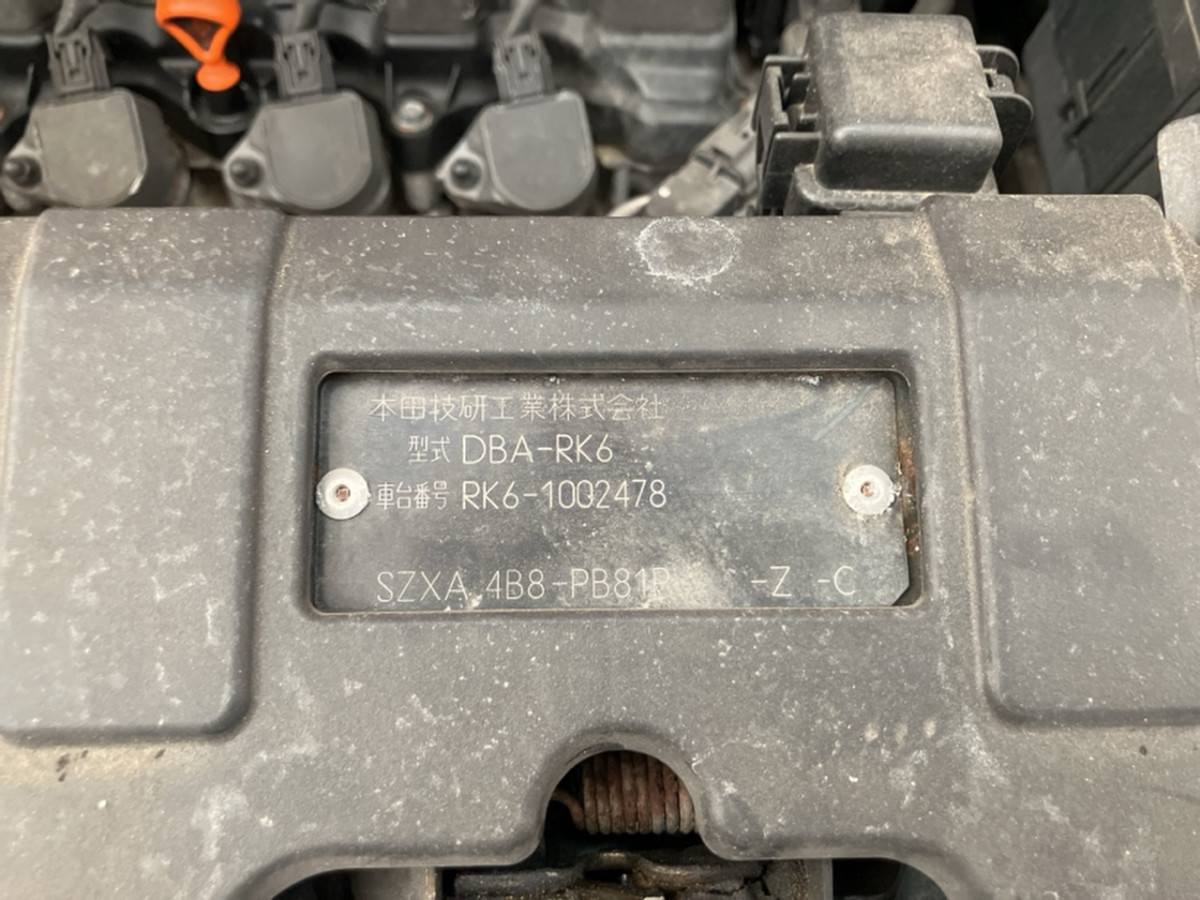 本田技研工業株式会社
型式 DBA-RK6
車台番号 RK6-1002478
SZXA 4B8-PB81P -Z -C